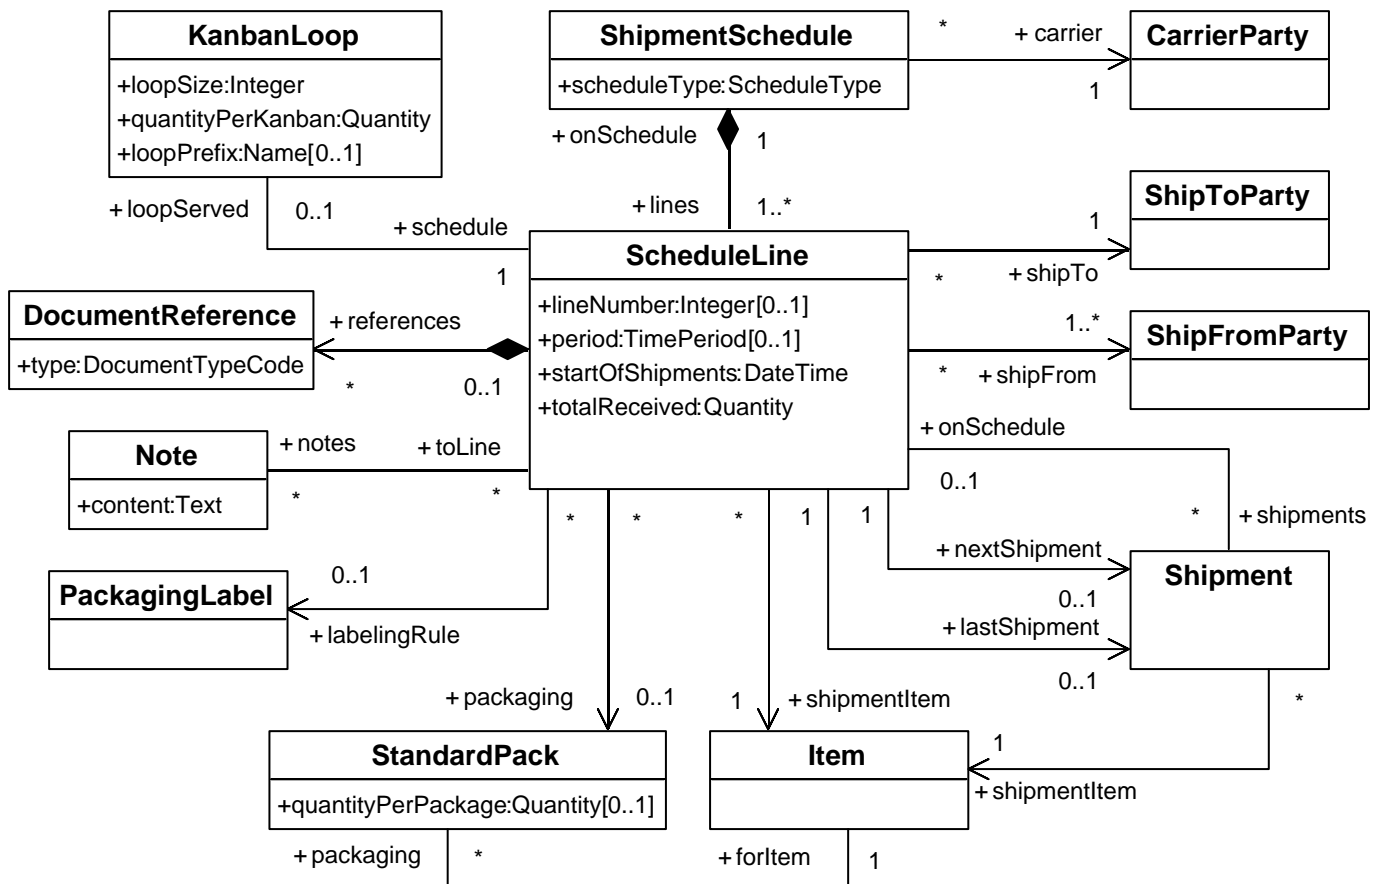 KanbanLoop
+loopSize:Integer
+quantityPerKanban:Quantity
+loopPrefix:Name[0..1]
ShipmentSchedule
+scheduleType:ScheduleType
*
+carrier
1
CarrierParty
+onSchedule
1
+lines
1..*
+loopServed
0..1
+schedule
1
ShipToParty
1
*
+shipTo
ScheduleLine
+lineNumber:Integer[0..1]
+period:TimePeriod[0..1]
+startOfShipments:DateTime
+totalReceived:Quantity
DocumentReference
+type:DocumentTypeCode
+references
*
0..1
ShipFromParty
1..*
*
+shipFrom
Note
+content:Text
+notes
*
+toLine
*
+onSchedule
0..1
*
+shipments
*
*
*
1
1
+nextShipment
0..1
+lastShipment
0..1
Shipment
PackagingLabel
0..1
+labelingRule
+packaging
0..1
1
+shipmentItem
*
1
+shipmentItem
StandardPack
+quantityPerPackage:Quantity[0..1]
Item
+packaging
*
+forItem
1